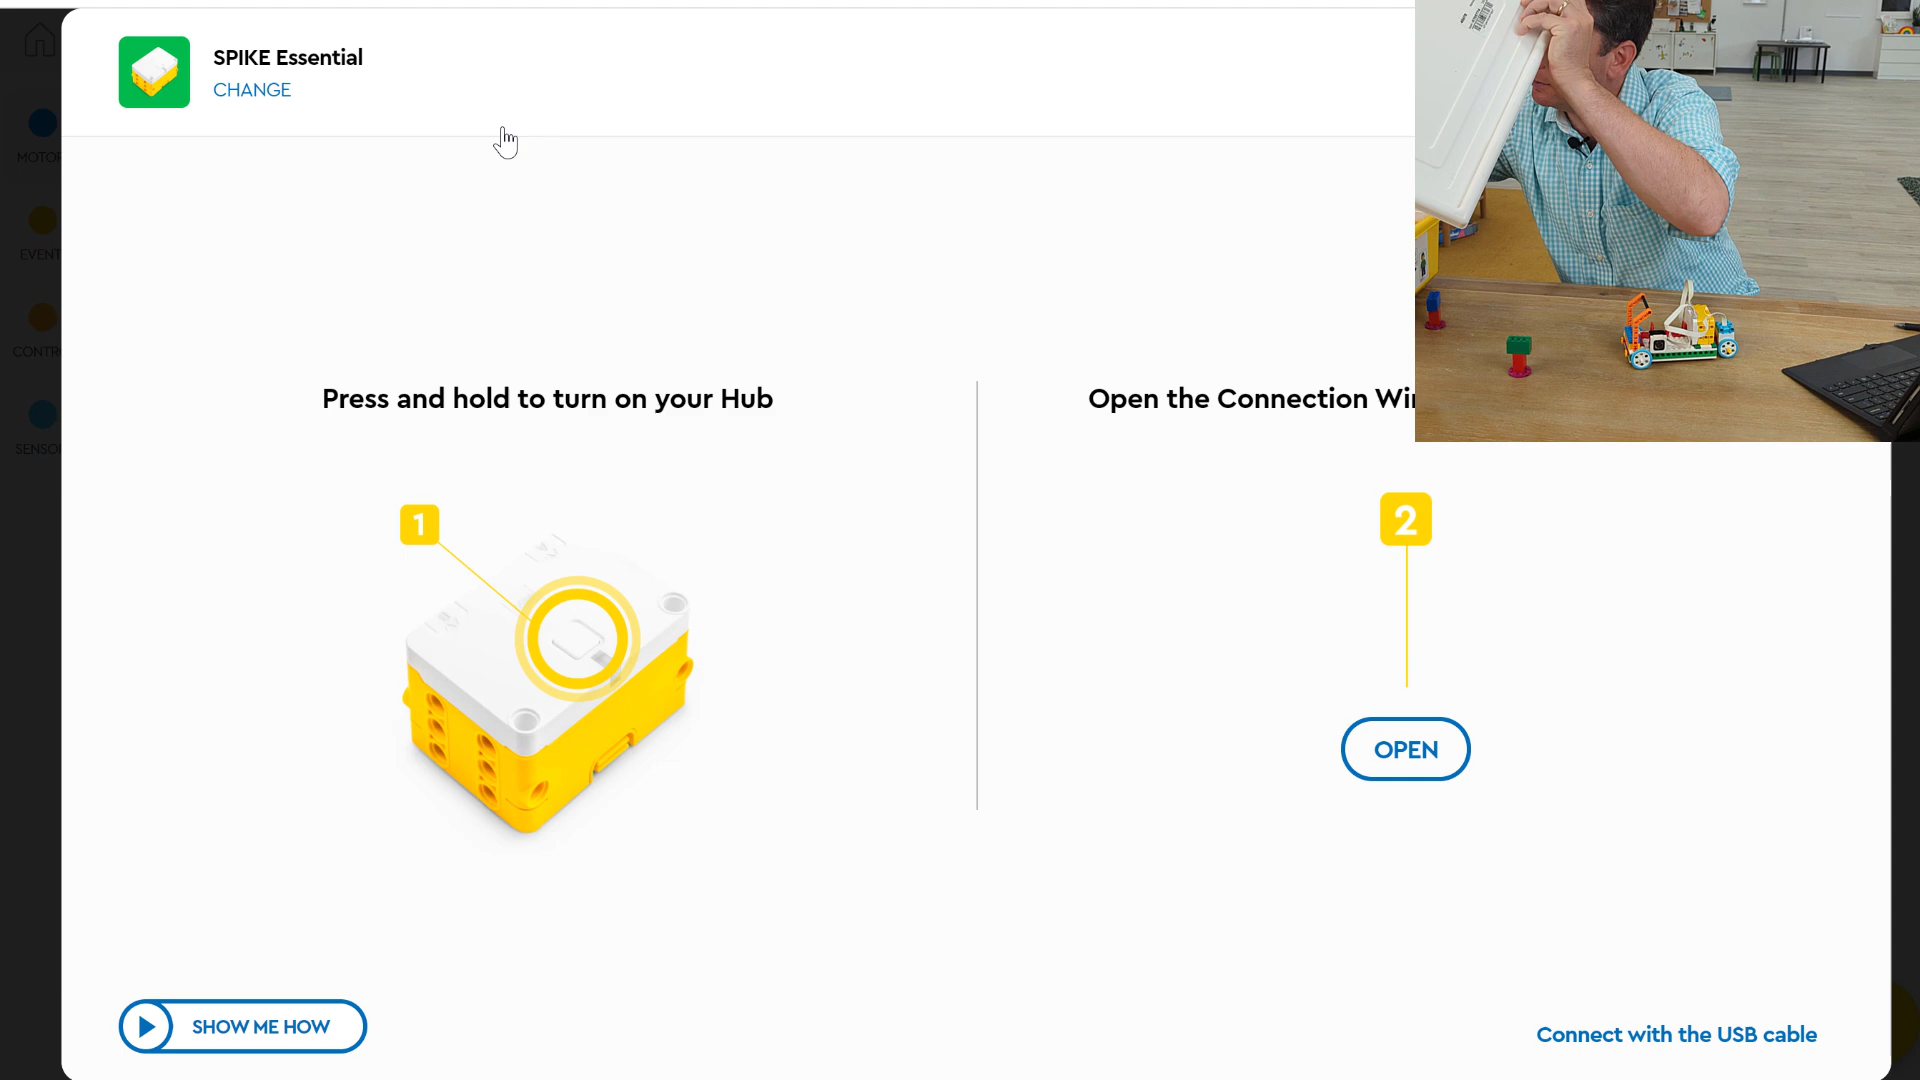 SPIKE Essential
CHANGE
Press and hold to turn on your Hub
1
Open the Connection
2
OPEN
SHOW ME HOW
Connect with the USB cable